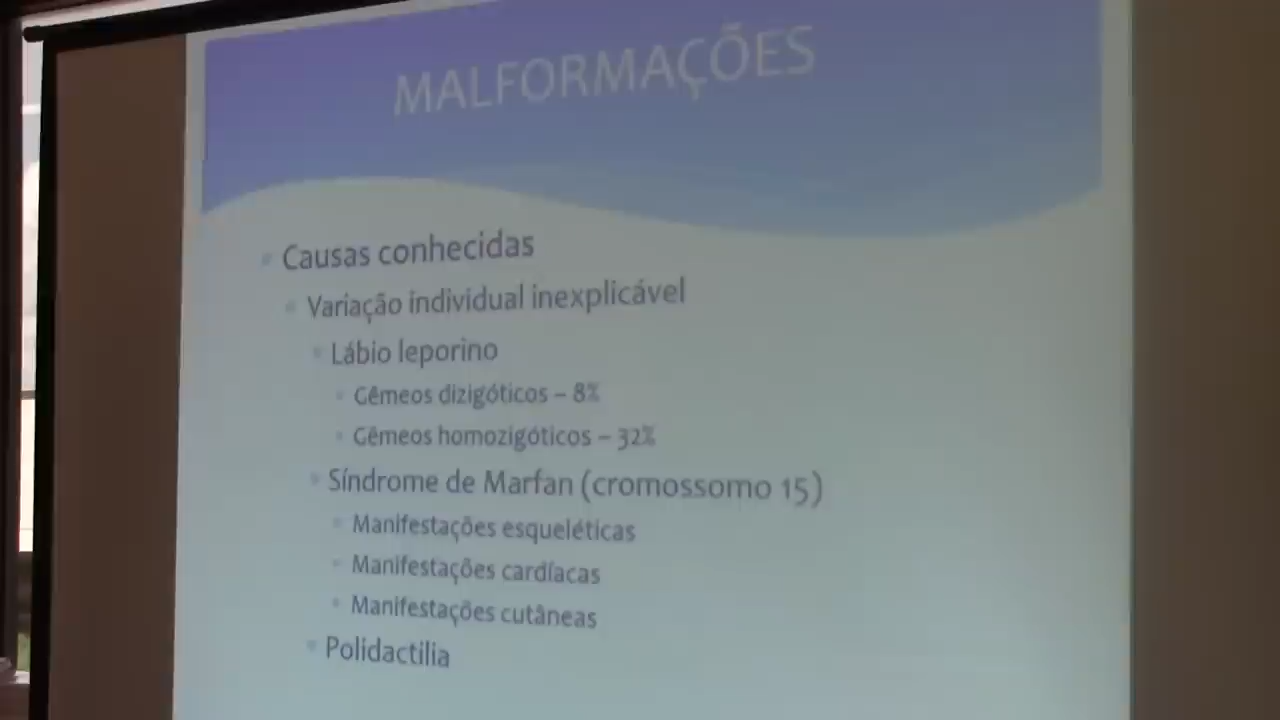 MALFORMAÇÕES
Causas conhecidas
Variação individual inexplicável
Lábio leporino
Gêmeos dizigóticos – 8%
Gêmeos homozigóticos – 32%
Síndrome de Marfan (cromossomo 15)
Manifestações esqueléticas
Manifestações cardíacas
Manifestações cutâneas
Polidactilia